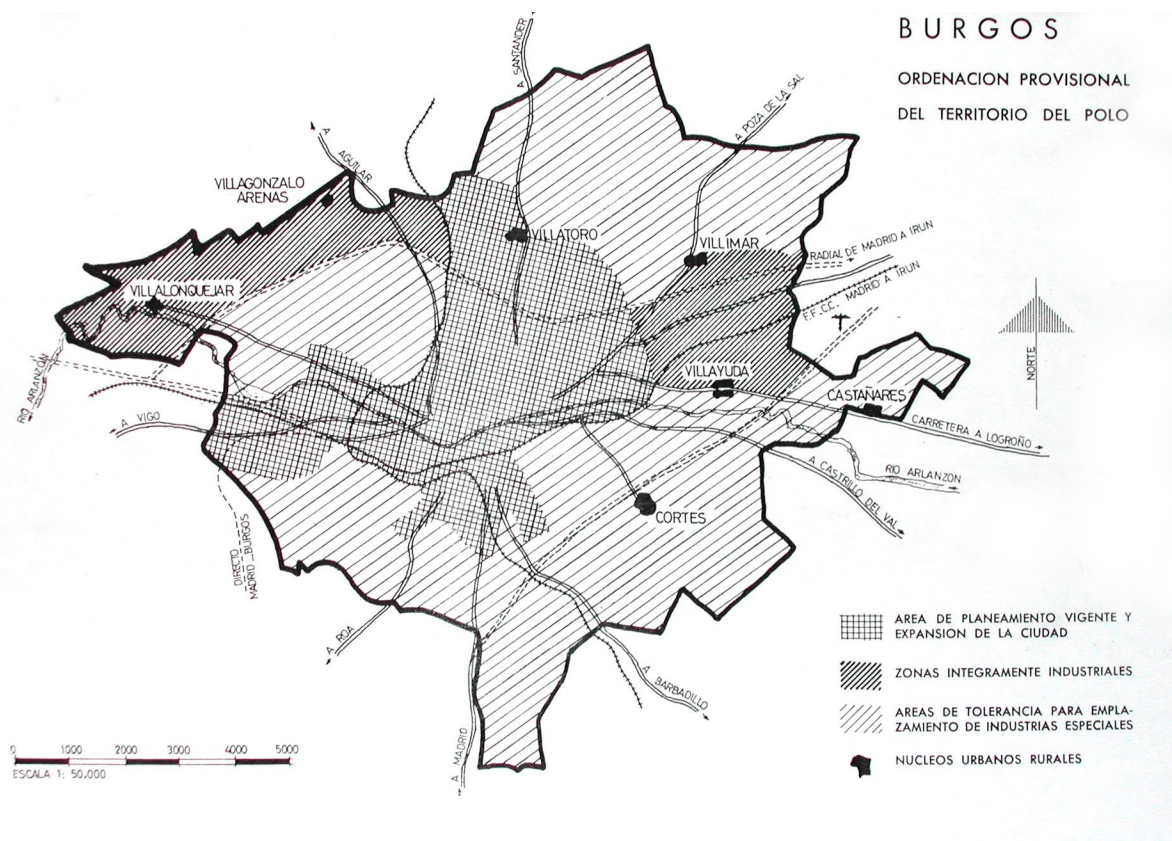 BURGOS
ORDENACION PROVISIONAL
DEL TERRITORIO DEL POLO
A SANTANDER
A POZA DE LA SAL
A AGUILAR
VILLAGONZALO
ARENAS
VILLATORO
VILLIMAR
RADIAL DE MADRID A IRUN
F.F.C.C. MADRID A IRUN
VILLALONQUEJAR
NORTE
RIO ARLANZON
VILLAYUDA
CASTAÑARES
A VIGO
CARRETERA A LOGROÑO
A CASTRILLO DEL VAL
RIO ARLANZON
CORTES
DIRECTO
MADRID-BURGOS
A ROA
A BARBADILLO
A MADRID
AREA DE PLANEAMIENTO VIGENTE Y
EXPANSION DE LA CIUDAD
ZONAS INTEGRAMENTE INDUSTRIALES
AREAS DE TOLERANCIA PARA EMPLA-
ZAMIENTO DE INDUSTRIAS ESPECIALES
NUCLEOS URBANOS RURALES
0 1000 2000 3000 4000 5000
ESCALA 1: 50.000